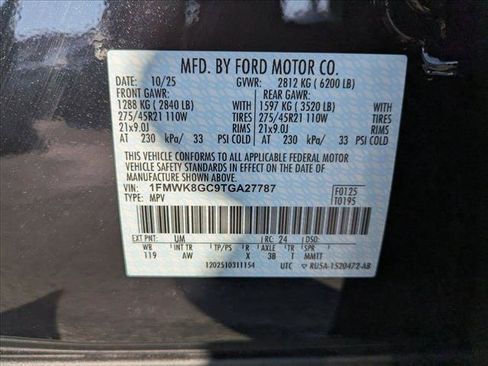 MFD. BY FORD MOTOR CO.
DATE: 10/25 GVWR: 2812 KG ( 6200 LB)
FRONT GAWR: REAR GAWR:
1288 KG ( 2840 LB) WITH 1597 KG ( 3520 LB) WITH
275/45R21 110W TIRES 275/45R21 110W TIRES
21x9.0J RIMS 21x9.0J RIMS
AT 230 kPa/ 33 PSI COLD AT 230 kPa/ 33 PSI COLD
THIS VEHICLE CONFORMS TO ALL APPLICABLE FEDERAL MOTOR
VEHICLE SAFETY STANDARDS IN EFFECT ON THE DATE OF
MANUFACTURE SHOWN ABOVE.
VIN: 1FMWK8GC9TGA27787 F0125
TYPE: MPV T0195
EXT PNT: UM RC: 24 DSO:
WB INT TR TP/PS R AXLE TR SPR
119 AW X 38 T MMTT
1202510311154 UTC RU5A-1520472-AB